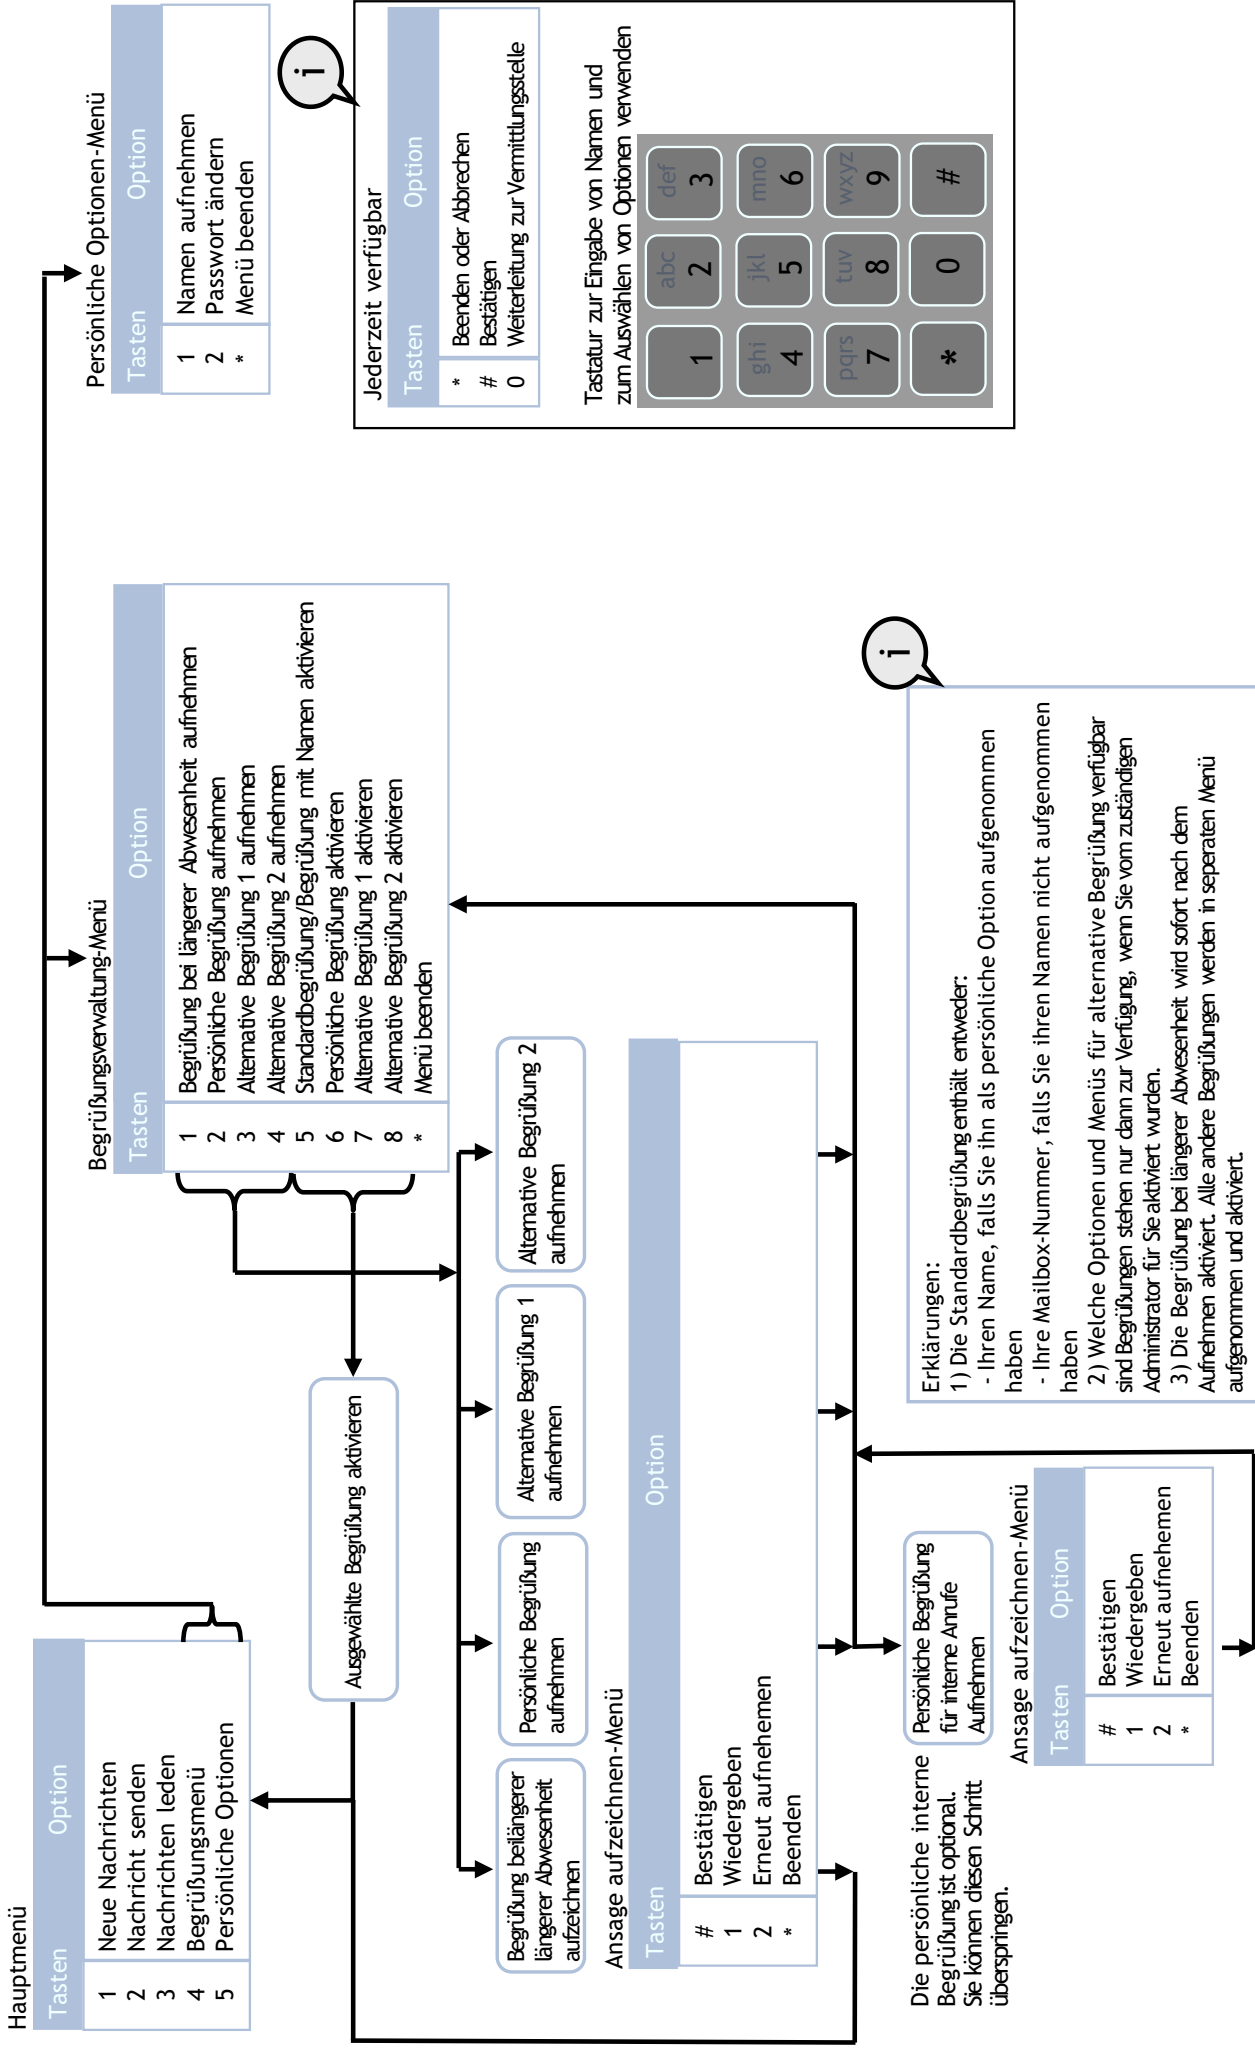 Hauptmenü
Tasten Option
1 Neue Nachrichten
2 Nachricht senden
3 Nachrichten leden
4 Begrüßungsmenü
5 Persönliche Optionen
Begrüßungsverwaltung-Menü
Tasten Option
1 Begrüßung bei längerer Abwesenheit aufnehmen
2 Persönliche Begrüßung aufnehmen
3 Alternative Begrüßung 1 aufnehmen
4 Alternative Begrüßung 2 aufnehmen
5 Standardbegrüßung/Begrüßung mit Namen aktivieren
6 Persönliche Begrüßung aktivieren
7 Alternative Begrüßung 1 aktivieren
8 Alternative Begrüßung 2 aktivieren
* Menü beenden
Persönliche Optionen-Menü
Tasten Option
1 Namen aufnehmen
2 Passwort ändern
* Menü beenden
i
Jederzeit verfügbar
Tasten Option
* Beenden oder Abbrechen
# Bestätigen
0 Weiterleitung zur Vermittlungsstelle
Tastatur zur Eingabe von Namen und
zum Auswählen von Optionen verwenden
abc def
1 2 3
ghi jkl mno
4 5 6
pqrs tuv wxyz
7 8 9
* 0 #
Ausgewählte Begrüßung aktivieren
Begrüßung beilängerer
längerer Abwesenheit
aufzeichnen
Persönliche Begrüßung
aufnehmen
Alternative Begrüßung 1
aufnehmen
Alternative Begrüßung 2
aufnehmen
Ansage aufzeichnen-Menü
Tasten Option
# Bestätigen
1 Wiedergeben
2 Erneut aufnehemen
* Beenden
Die persönliche interne
Begrüßung ist optional.
Sie können diesen Schritt
überspringen.
Persönliche Begrüßung
für interne Anrufe
Aufnehmen
Ansage aufzeichnen-Menü
Tasten Option
# Bestätigen
1 Wiedergeben
2 Erneut aufnehemen
* Beenden
i
Erklärungen:
1) Die Standardbegrüßung enthält entweder:
- Ihren Name, falls Sie ihn als persönliche Option aufgenommen
haben
- Ihre Mailbox-Nummer, falls Sie ihren Namen nicht aufgenommen
haben
2) Welche Optionen und Menüs für alternative Begrüßung verfügbar
sind Begrüßungen stehen nur dann zur Verfügung, wenn Sie vom zuständigen
Administrator für Sie aktiviert wurden.
3) Die Begrüßung bei längerer Abwesenheit wird sofort nach dem
Aufnehmen aktiviert. Alle andere Begrüßungen werden in seperaten Menü
aufgenommen und aktiviert.